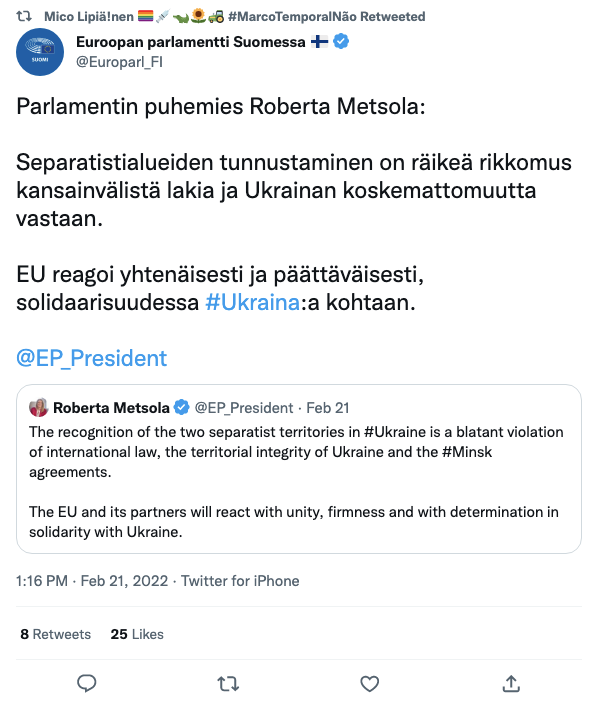 Mico Lipiä!nen 🏳️‍🌈💉🐊🌻🚜 #MarcoTemporalNão Retweeted
SUOMI
Euroopan parlamentti Suomessa 🇫🇮
@Europarl_FI
Parlamentin puhemies Roberta Metsola:
Separatistialueiden tunnustaminen on räikeä rikkomus
kansainvälistä lakia ja Ukrainan koskemattomuutta
vastaan.
EU reagoi yhtenäisesti ja päättäväisesti,
solidaarisuudessa #Ukraina:a kohtaan.
@EP_President
Roberta Metsola @EP_President · Feb 21
The recognition of the two separatist territories in #Ukraine is a blatant violation
of international law, the territorial integrity of Ukraine and the #Minsk
agreements.
The EU and its partners will react with unity, firmness and with determination in
solidarity with Ukraine.
1:16 PM · Feb 21, 2022 · Twitter for iPhone
8 Retweets 25 Likes